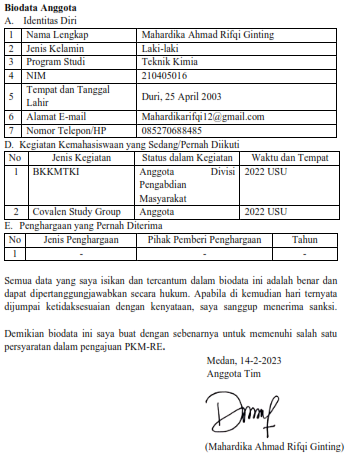 Biodata Anggota
A. Identitas Diri
1 Nama Lengkap Mahardika Ahmad Rifqi Ginting
2 Jenis Kelamin Laki-laki
3 Program Studi Teknik Kimia
4 NIM 210405016
5 Tempat dan Tanggal Lahir Duri, 25 April 2003
6 Alamat E-mail Mahardikarifqi12@gmail.com
7 Nomor Telepon/HP 085270688485
D. Kegiatan Kemahasiswaan yang Sedang/Pernah Diikuti
No Jenis Kegiatan Status dalam Kegiatan Waktu dan Tempat
1 BKKMTKI Anggota Divisi Pengabdian Masyarakat 2022 USU
2 Covalen Study Group Anggota 2022 USU
E. Penghargaan yang Pernah Diterima
No Jenis Penghargaan Pihak Pemberi Penghargaan Tahun
1 - - -
Semua data yang saya isikan dan tercantum dalam biodata ini adalah benar dan
dapat dipertanggungjawabkan secara hukum. Apabila di kemudian hari ternyata
dijumpai ketidaksesuaian dengan kenyataan, saya sanggup menerima sanksi.
Demikian biodata ini saya buat dengan sebenarnya untuk memenuhi salah satu
persyaratan dalam pengajuan PKM-RE.
Medan, 14-2-2023
Anggota Tim
(Mahardika Ahmad Rifqi Ginting)